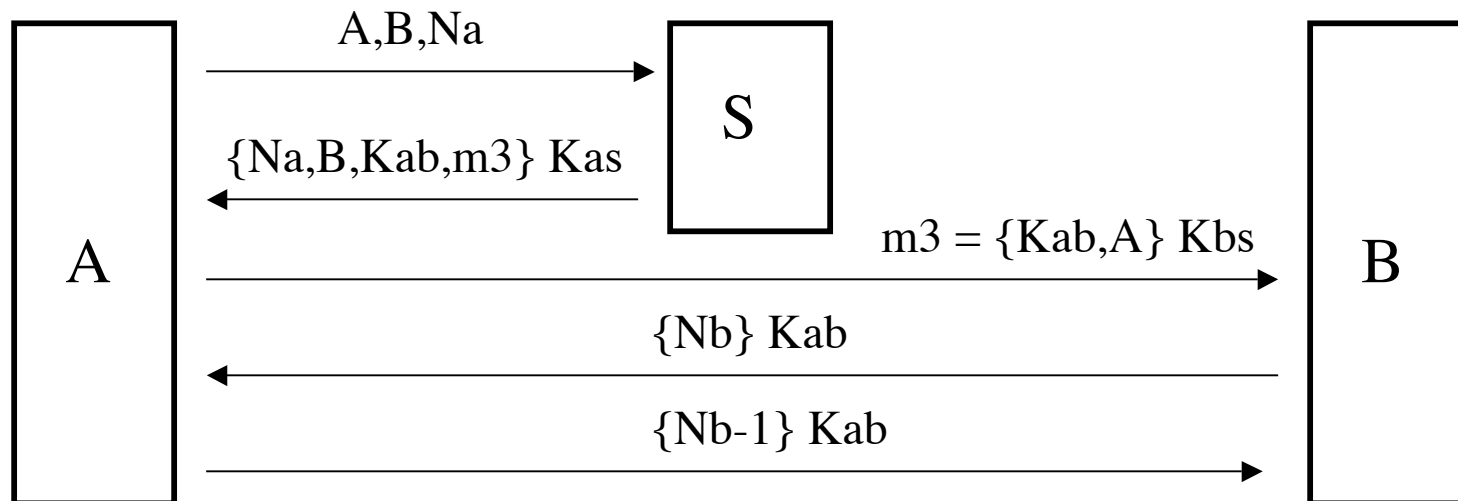 A,B,Na
S
{Na,B,Kab,m3} Kas
m3 = {Kab,A} Kbs
A
B
{Nb} Kab
{Nb-1} Kab